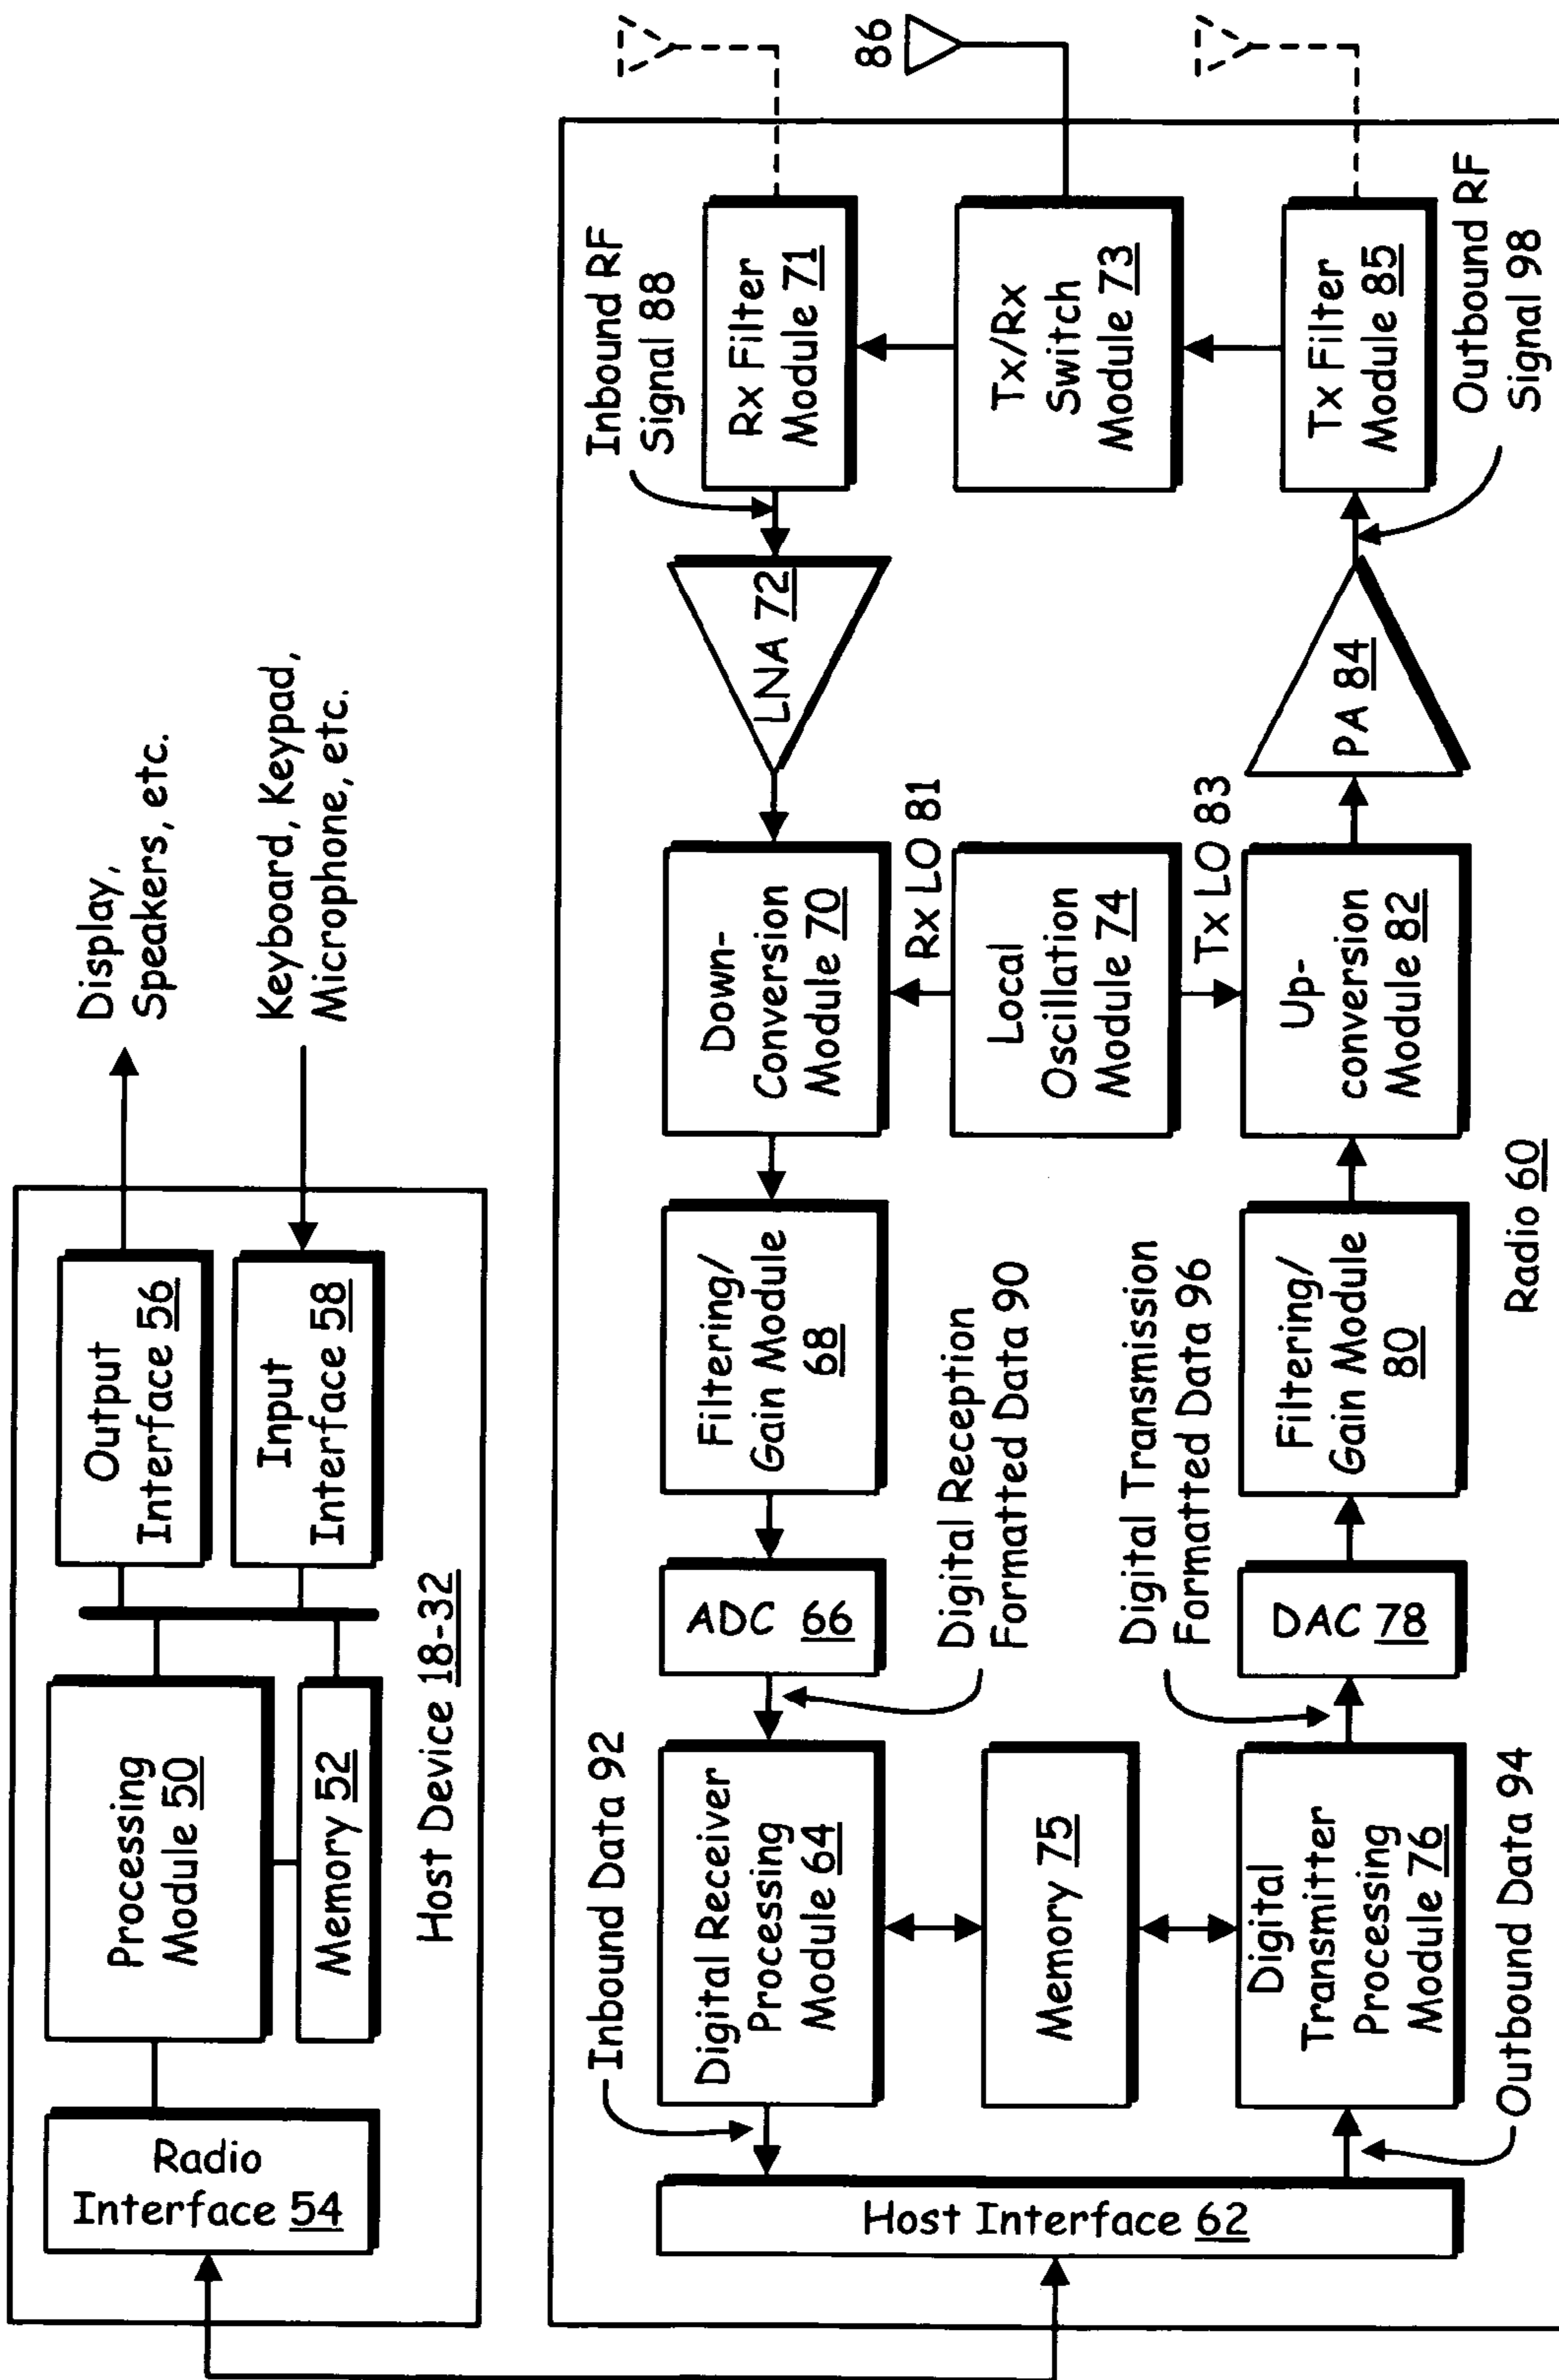 Radio
Interface 54
Processing
Module 50
Memory 52
Output
Interface 56
Input
Interface 58
Display,
Speakers, etc.
Keyboard, Keypad,
Microphone, etc.
Host Device 18-32
Inbound Data 92
Inbound RF
Signal 88
Host Interface 62
Digital Receiver
Processing
Module 64
ADC 66
Filtering/
Gain Module
68
Down-
Conversion
Module 70
LNA 72
Rx Filter
Module 71
Digital Reception
Formatted Data 90
Rx LO 81
86
Memory 75
Local
Oscillation
Module 74
Tx/Rx
Switch
Module 73
Digital Transmission
Formatted Data 96
Tx LO 83
Digital
Transmitter
Processing
Module 76
DAC 78
Filtering/
Gain Module
80
Up-
conversion
Module 82
PA 84
Tx Filter
Module 85
Outbound Data 94
Radio 60
Outbound RF
Signal 98